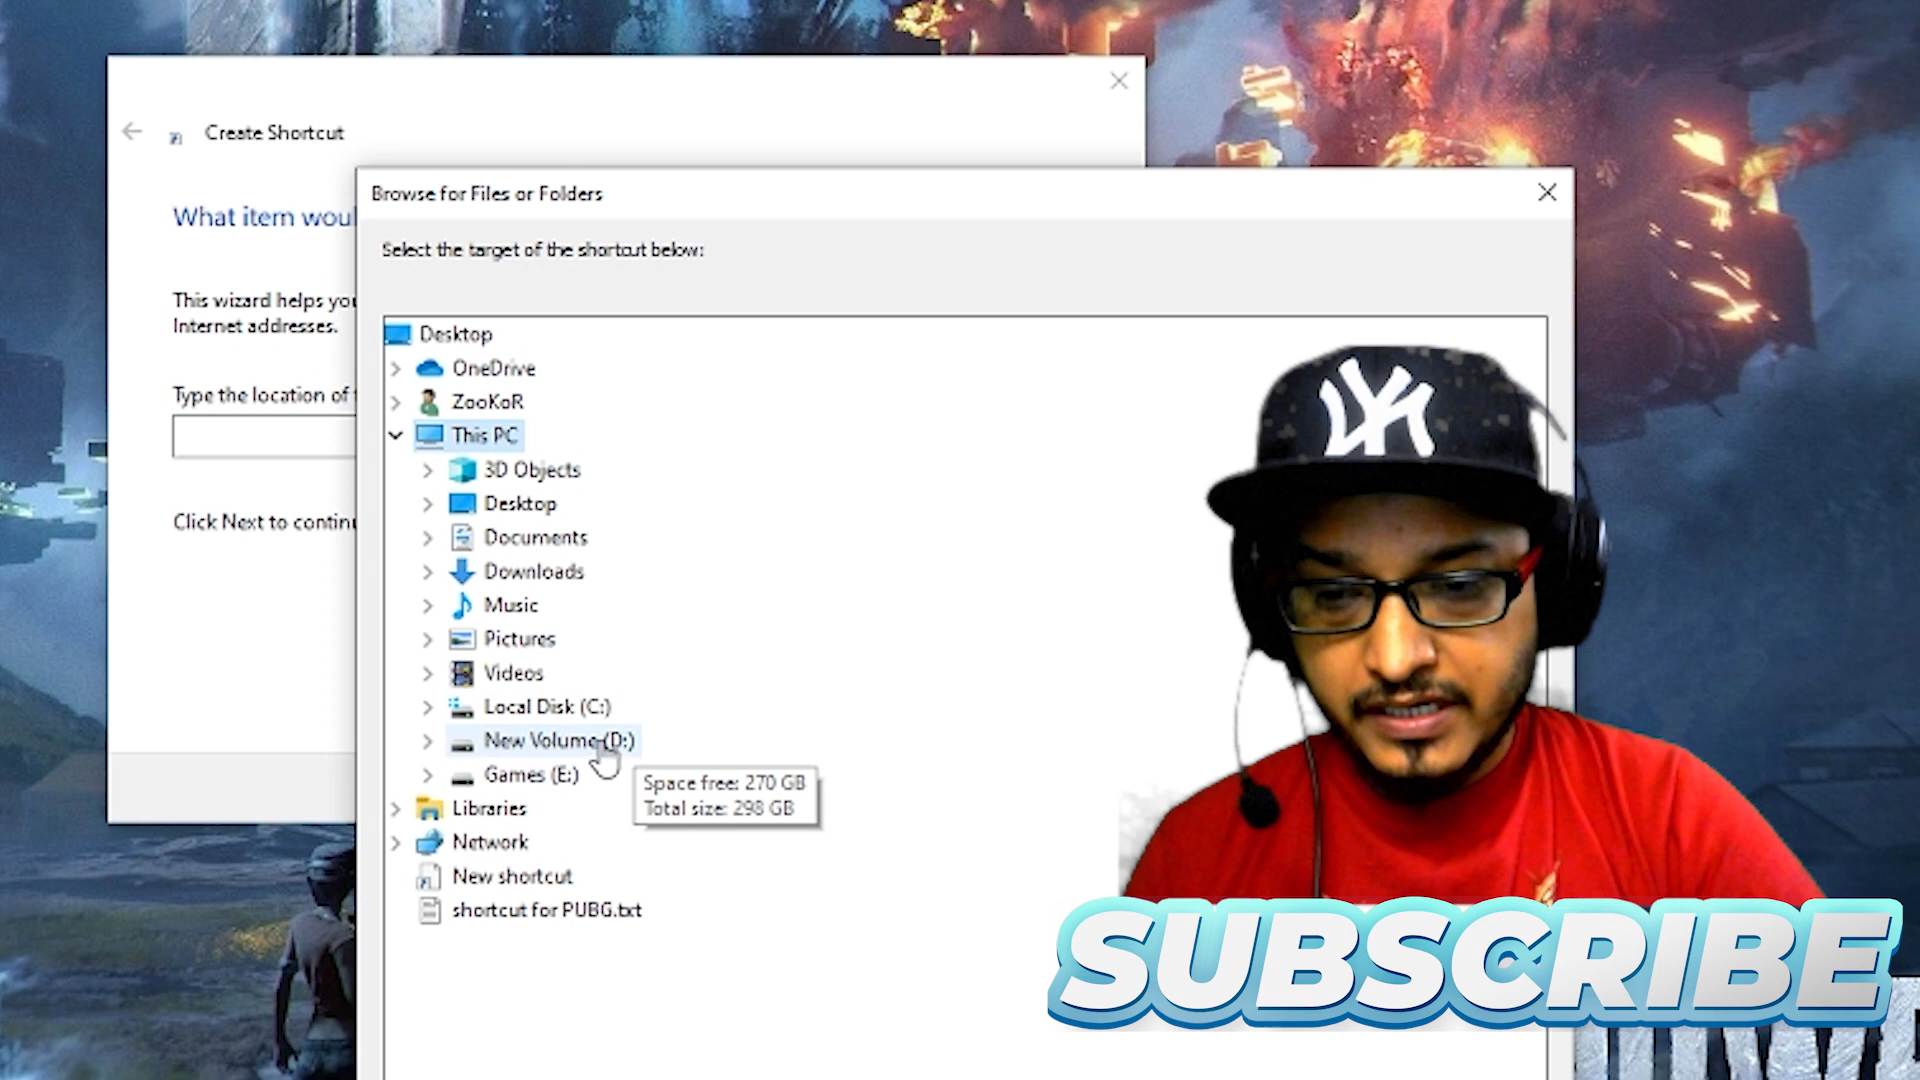 Create Shortcut
What item woul
This wizard helps you
Internet addresses.
Type the location of
Click Next to continu
Browse for Files or Folders
Select the target of the shortcut below:
Desktop
OneDrive
ZooKoR
This PC
3D Objects
Desktop
Documents
Downloads
Music
Pictures
Videos
Local Disk (C:)
New Volume (D:)
Games (E:)
Space free: 270 GB
Total size: 298 GB
Libraries
Network
New shortcut
shortcut for PUBG.txt
NY
SUBSCRIBE